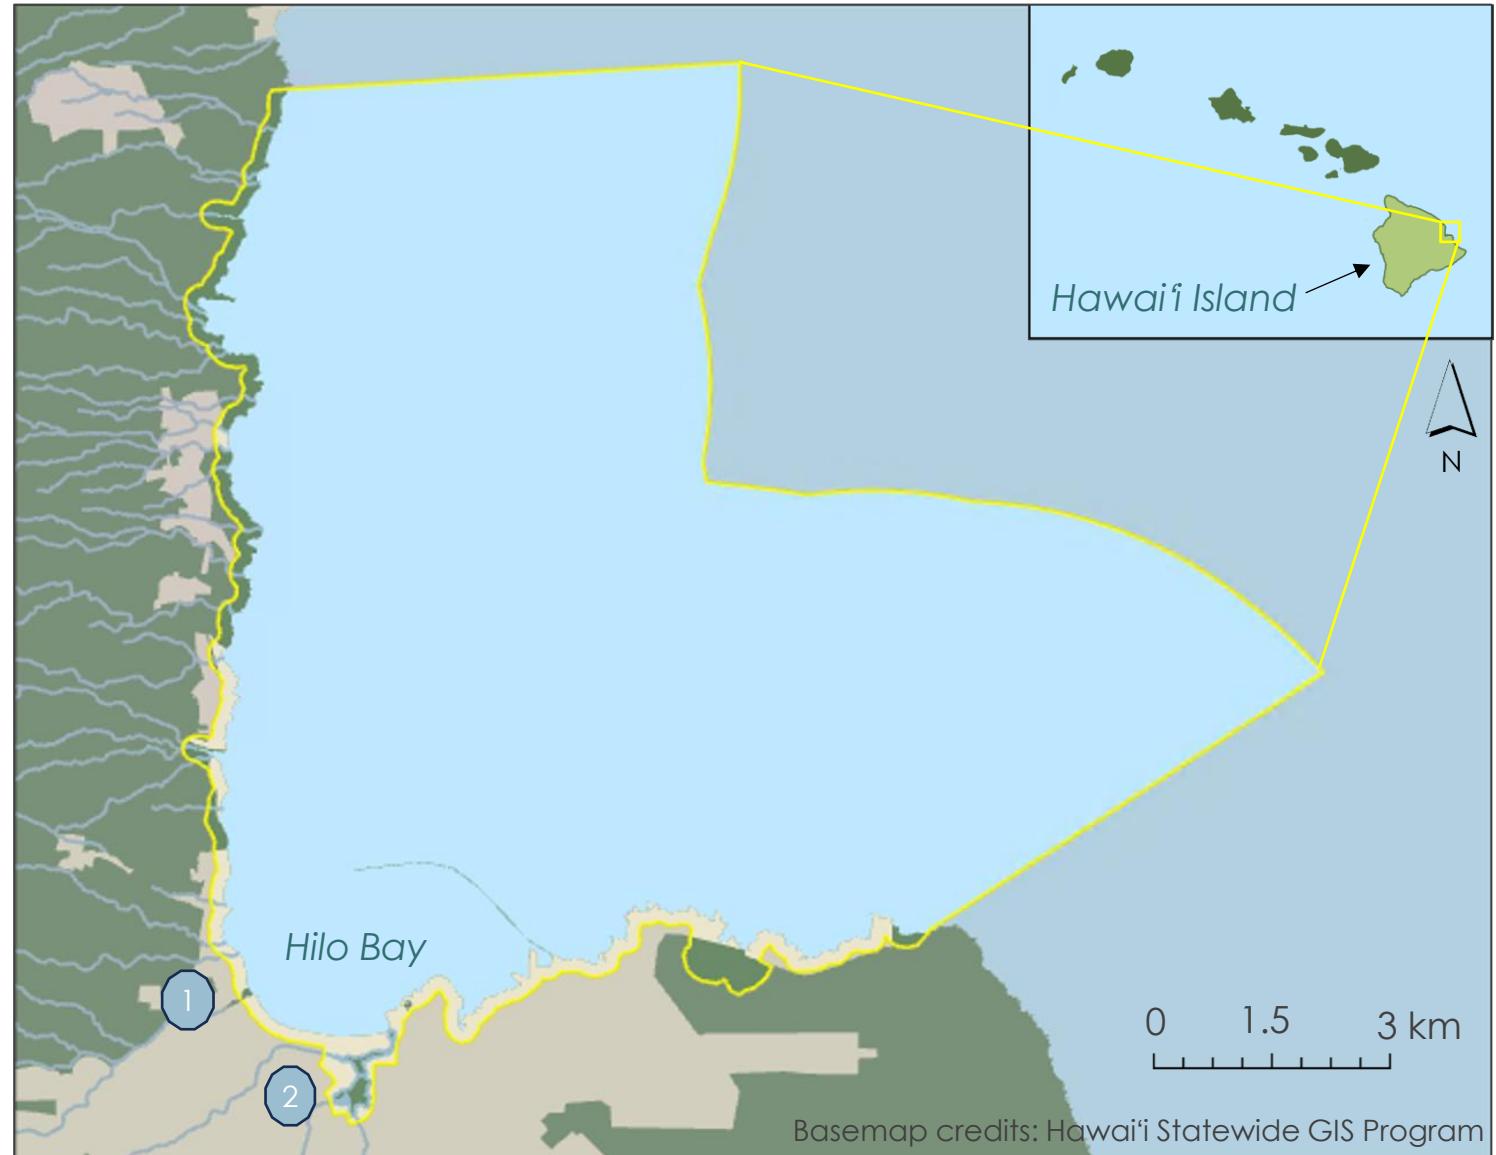 Hawaiʻi Island
N
Hilo Bay
1
2
0 1.5 3 km
Basemap credits: Hawaiʻi Statewide GIS Program